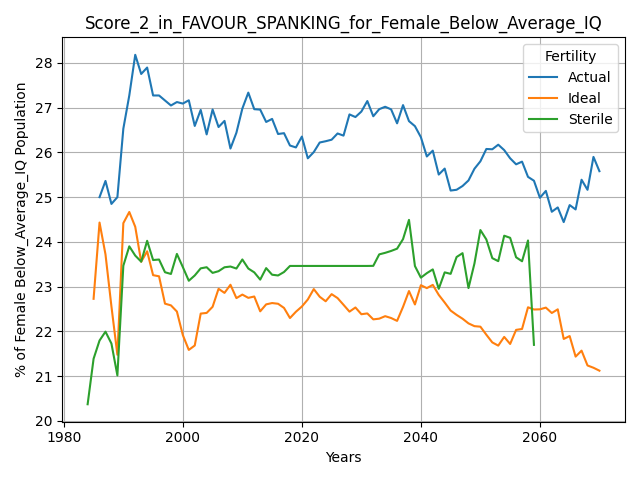 Score_2_in_FAVOUR_SPANKING_for_Female_Below_Average_IQ
Fertility
Actual
Ideal
Sterile
% of Female Below_Average_IQ Population
28
27
26
25
24
23
22
21
20
1980
2000
2020
2040
2060
Years